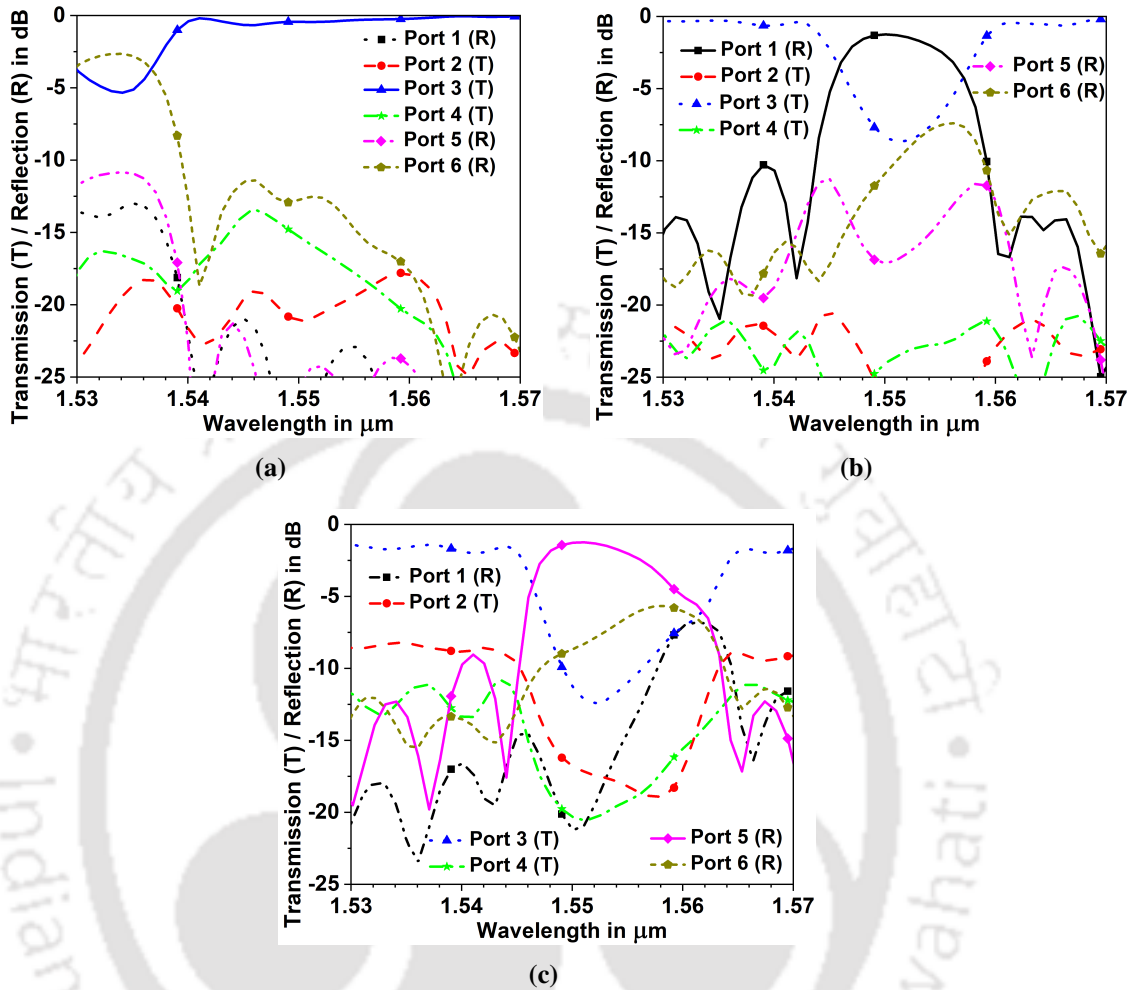 (a)
Transmission (T) / Reflection (R) in dB
0
-5
-10
-15
-20
-25
1.53
1.54
1.55
1.56
1.57
Wavelength in μm
Port 1 (R)
Port 2 (T)
Port 3 (T)
Port 4 (T)
Port 5 (R)
Port 6 (R)
(b)
Transmission (T) / Reflection (R) in dB
0
-5
-10
-15
-20
-25
1.53
1.54
1.55
1.56
1.57
Wavelength in μm
Port 1 (R)
Port 2 (T)
Port 3 (T)
Port 4 (T)
Port 5 (R)
Port 6 (R)
(c)
Transmission (T) / Reflection (R) in dB
0
-5
-10
-15
-20
-25
1.53
1.54
1.55
1.56
1.57
Wavelength in μm
Port 1 (R)
Port 2 (T)
Port 3 (T)
Port 4 (T)
Port 5 (R)
Port 6 (R)
भारतीय
Indian
wahati